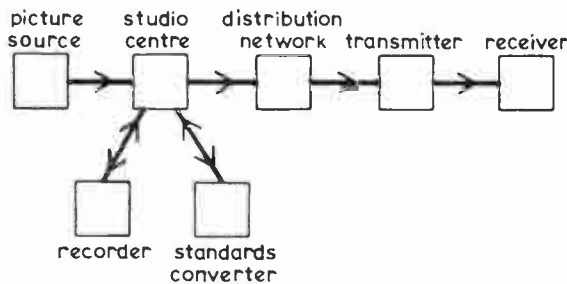 picture
source
studio
centre
distribution
network
transmitter
receiver
recorder
standards
converter